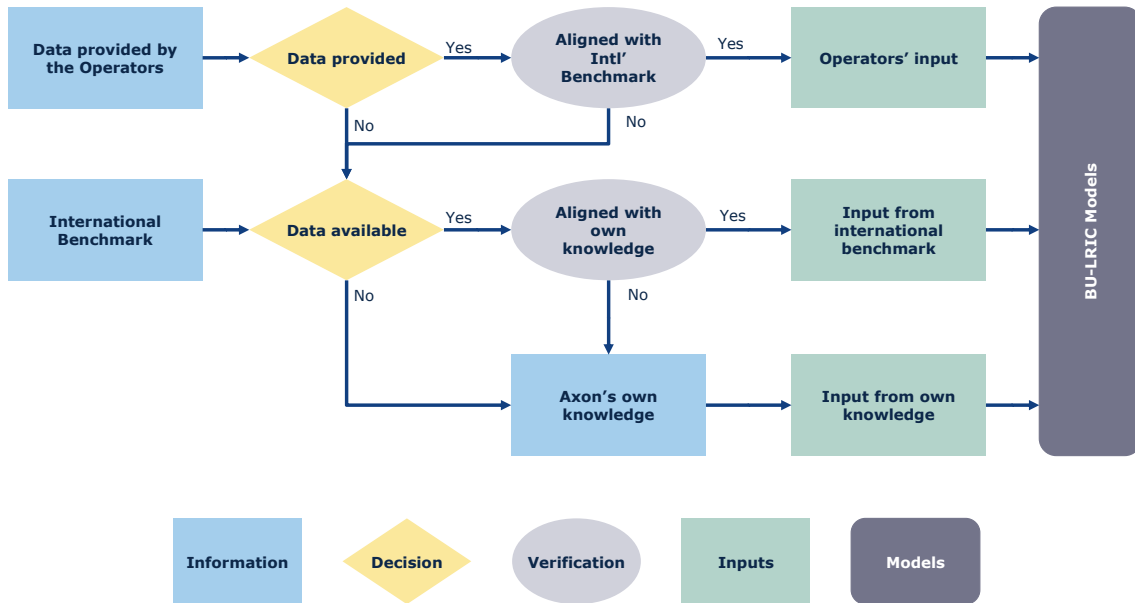 Data provided by
the Operators
Data provided
Yes
Aligned with
Intl’
Benchmark
Yes
Operators’ input
No
No
International
Benchmark
Data available
Yes
Aligned with
own
knowledge
Yes
Input from
international
benchmark
No
No
Axon’s own
knowledge
Input from own
knowledge
BU-LRIC Models
Information
Decision
Verification
Inputs
Models